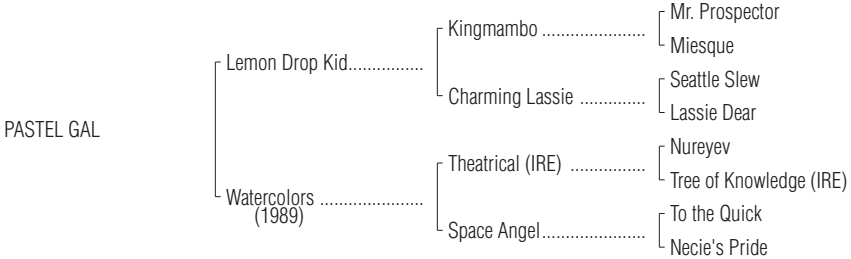 Mr. Prospector
Kingmambo ......................
Miesque
Lemon Drop Kid................
Seattle Slew
Charming Lassie ..............
Lassie Dear
PASTEL GAL
Nureyev
Theatrical (IRE) ................
Tree of Knowledge (IRE)
Watercolors ......................
(1989)
To the Quick
Space Angel......................
Necie's Pride